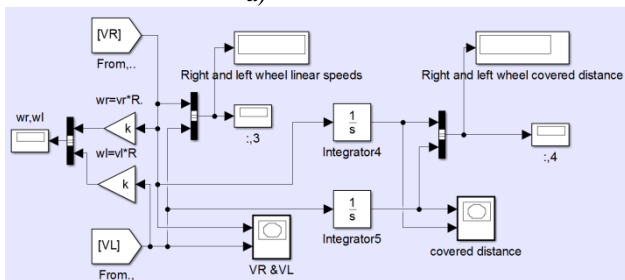 a)
[VR]
From,..
Right and left wheel linear speeds
Right and left wheel covered distance
wr=vr*R.
wr,wl
k
:,3
1
s
Integrator4
:,4
wl=vl*R
k
1
s
Integrator5
[VL]
From.,
VR &VL
covered distance